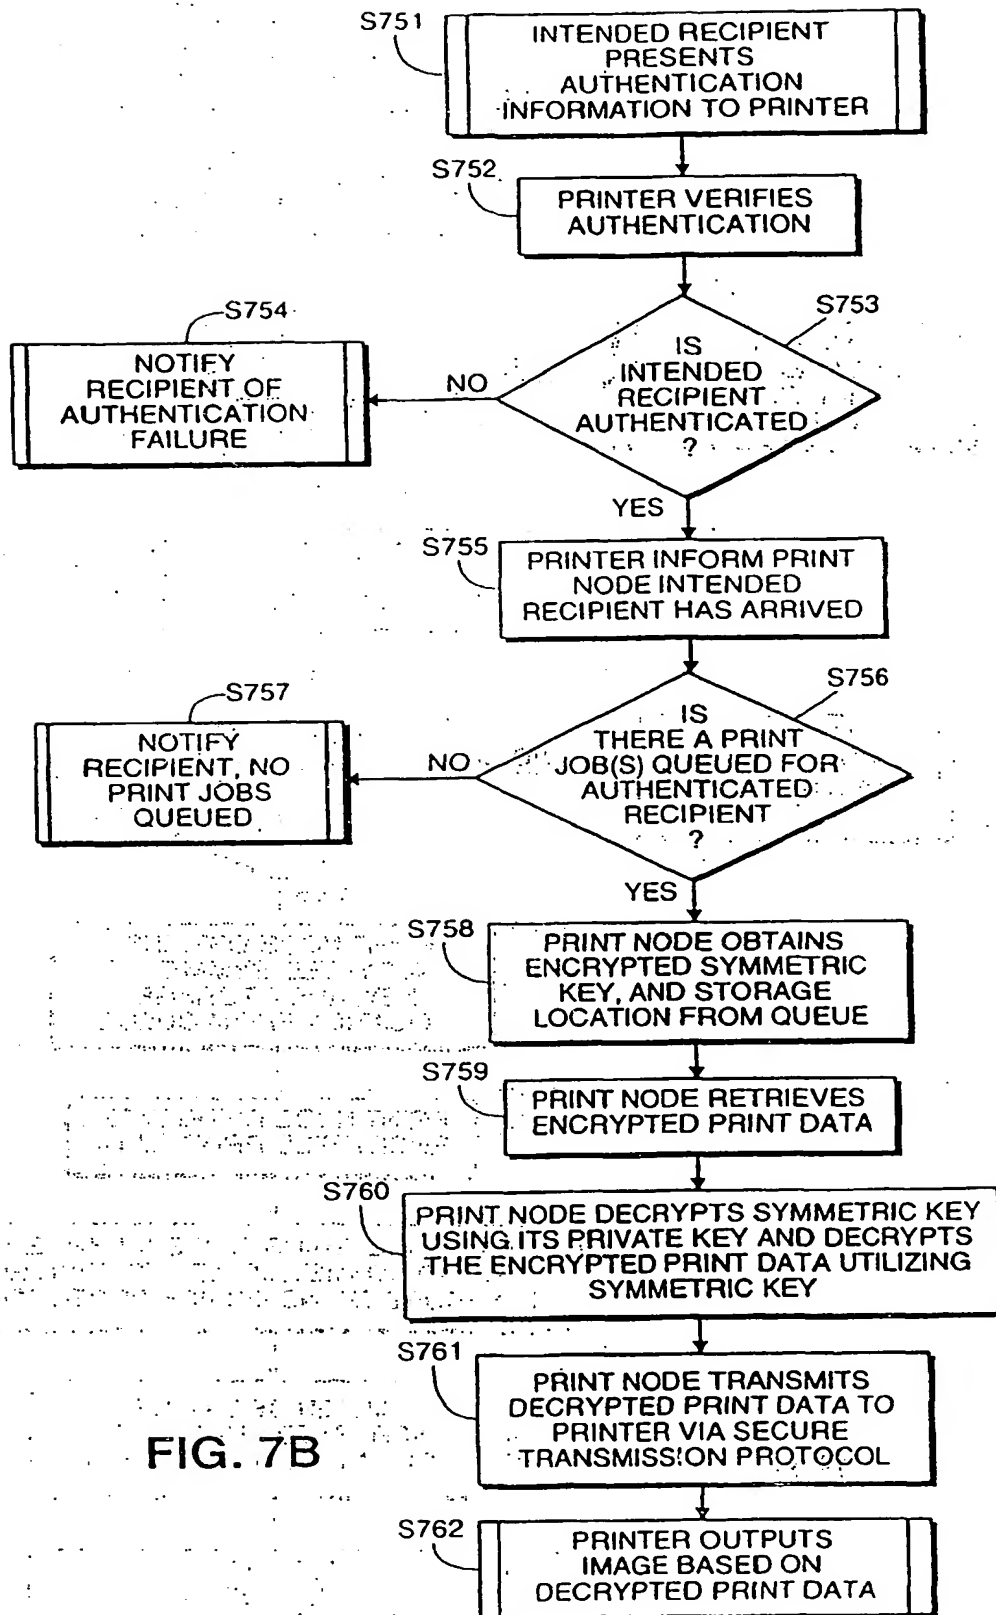 S751
INTENDED RECIPIENT
PRESENTS
AUTHENTICATION
INFORMATION TO PRINTER
S752
PRINTER VERIFIES
AUTHENTICATION
S753
IS
INTENDED
RECIPIENT
AUTHENTICATED
?
NO
S754
NOTIFY
RECIPIENT OF
AUTHENTICATION
FAILURE
YES
S755
PRINTER INFORM PRINT
NODE INTENDED
RECIPIENT HAS ARRIVED
S756
IS
THERE A PRINT
JOB(S) QUEUED FOR
AUTHENTICATED
RECIPIENT
?
NO
S757
NOTIFY
RECIPIENT, NO
PRINT JOBS
QUEUED
YES
S758
PRINT NODE OBTAINS
ENCRYPTED SYMMETRIC
KEY, AND STORAGE
LOCATION FROM QUEUE
S759
PRINT NODE RETRIEVES
ENCRYPTED PRINT DATA
S760
PRINT NODE DECRYPTS SYMMETRIC KEY
USING ITS PRIVATE KEY AND DECRYPTS
THE ENCRYPTED PRINT DATA UTILIZING
SYMMETRIC KEY
S761
PRINT NODE TRANSMITS
DECRYPTED PRINT DATA TO
PRINTER VIA SECURE
TRANSMISSION PROTOCOL
FIG. 7B
S762
PRINTER OUTPUTS
IMAGE BASED ON
DECRYPTED PRINT DATA